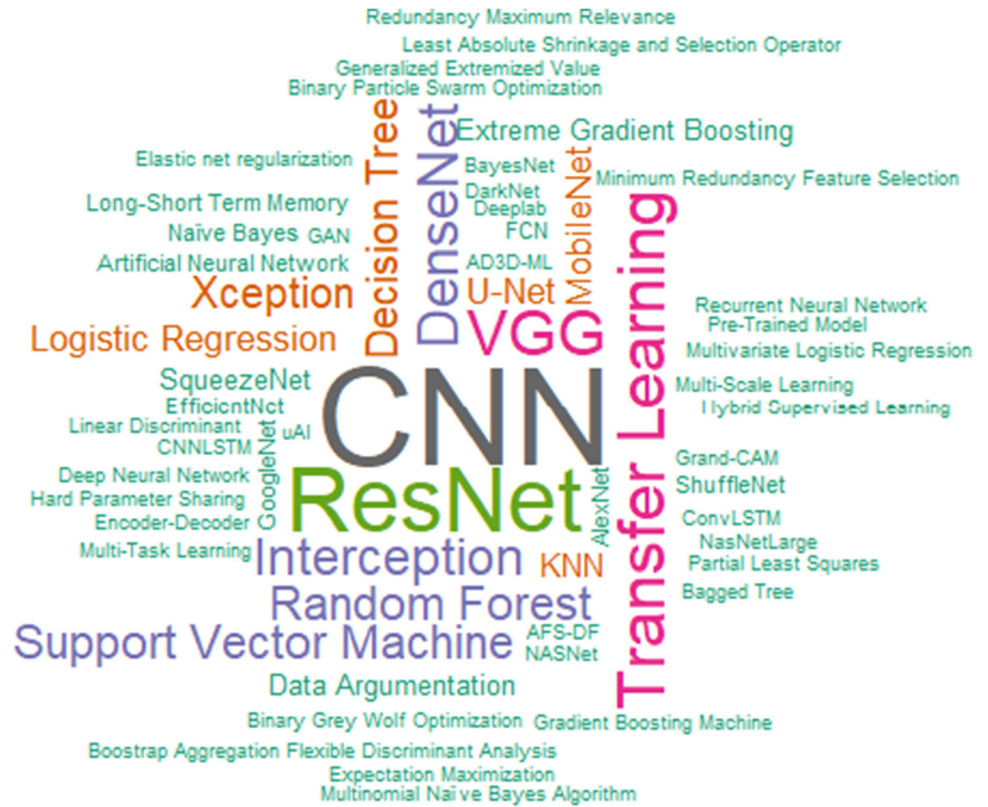 Redundancy Maximum Relevance
Least Absolute Shrinkage and Selection Operator
Generalized Extremized Value
Binary Particle Swarm Optimization
Decision Tree
DenseNet
Extreme Gradient Boosting
Elastic net regularization
BayesNet
MobileNet
Minimum Redundancy Feature Selection
DarkNet
Long-Short Term Memory
Deeplab
Transfer Learning
Naïve Bayes
GAN
FCN
Artificial Neural Network
AD3D-ML
Xception
U-Net
Recurrent Neural Network
Pre-Trained Model
Logistic Regression
VGG
Multivariate Logistic Regression
SqueezeNet
CNN
Multi-Scale Learning
EfficientNet
Hybrid Supervised Learning
Linear Discriminant
GoogleNet
uAI
CNNLSTM
Grand-CAM
Deep Neural Network
ResNet
AlexNet
ShuffleNet
Hard Parameter Sharing
Encoder-Decoder
ConvLSTM
Multi-Task Learning
Interception
KNN
NasNetLarge
Partial Least Squares
Random Forest
Bagged Tree
Support Vector Machine
AFS-DF
NASNet
Data Argumentation
Binary Grey Wolf Optimization
Gradient Boosting Machine
Boostrap Aggregation
Flexible Discriminant Analysis
Expectation Maximization
Multinomial Naïve Bayes Algorithm